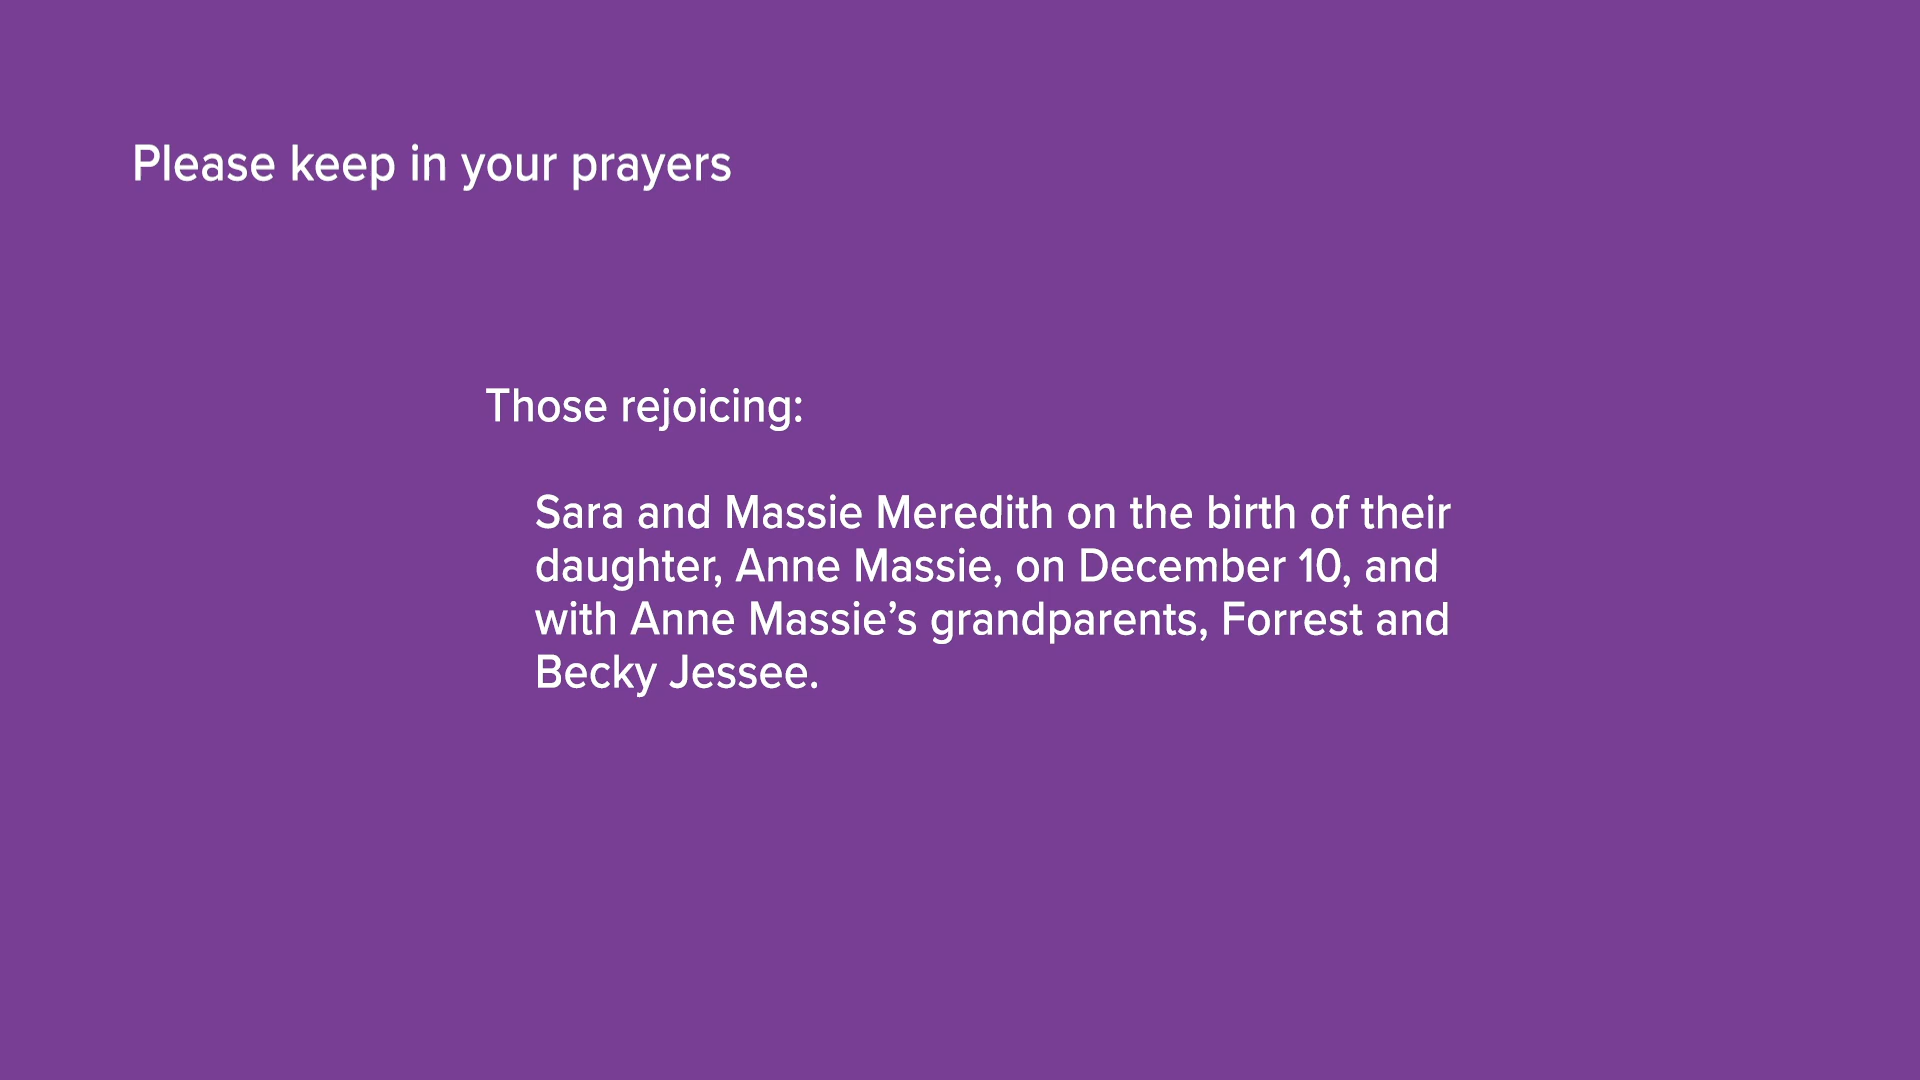 Please keep in your prayers
Those rejoicing:
Sara and Massie Meredith on the birth of their
daughter, Anne Massie, on December 10, and
with Anne Massie’s grandparents, Forrest and
Becky Jessee.